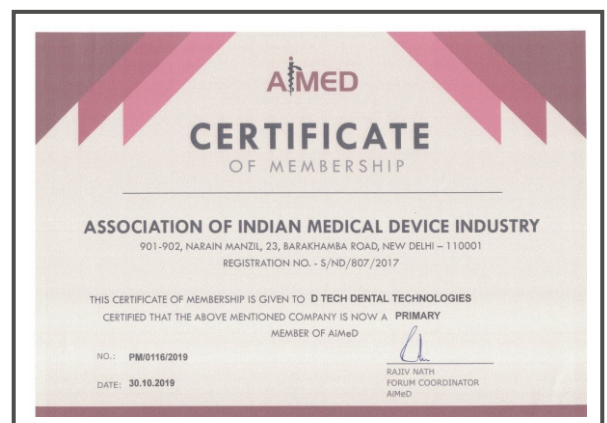 AiMED
CERTIFICATE
OF MEMBERSHIP
ASSOCIATION OF INDIAN MEDICAL DEVICE INDUSTRY
901-902, NARAIN MANZIL, 23, BARAKHAMBA ROAD, NEW DELHI – 110001
REGISTRATION NO. - S/ND/807/2017
THIS CERTIFICATE OF MEMBERSHIP IS GIVEN TO D TECH DENTAL TECHNOLOGIES
CERTIFIED THAT THE ABOVE MENTIONED COMPANY IS NOW A PRIMARY
MEMBER OF AiMeD
NO.: PM/0116/2019
DATE: 30.10.2019
RAJIV NATH
FORUM COORDINATOR
AiMeD